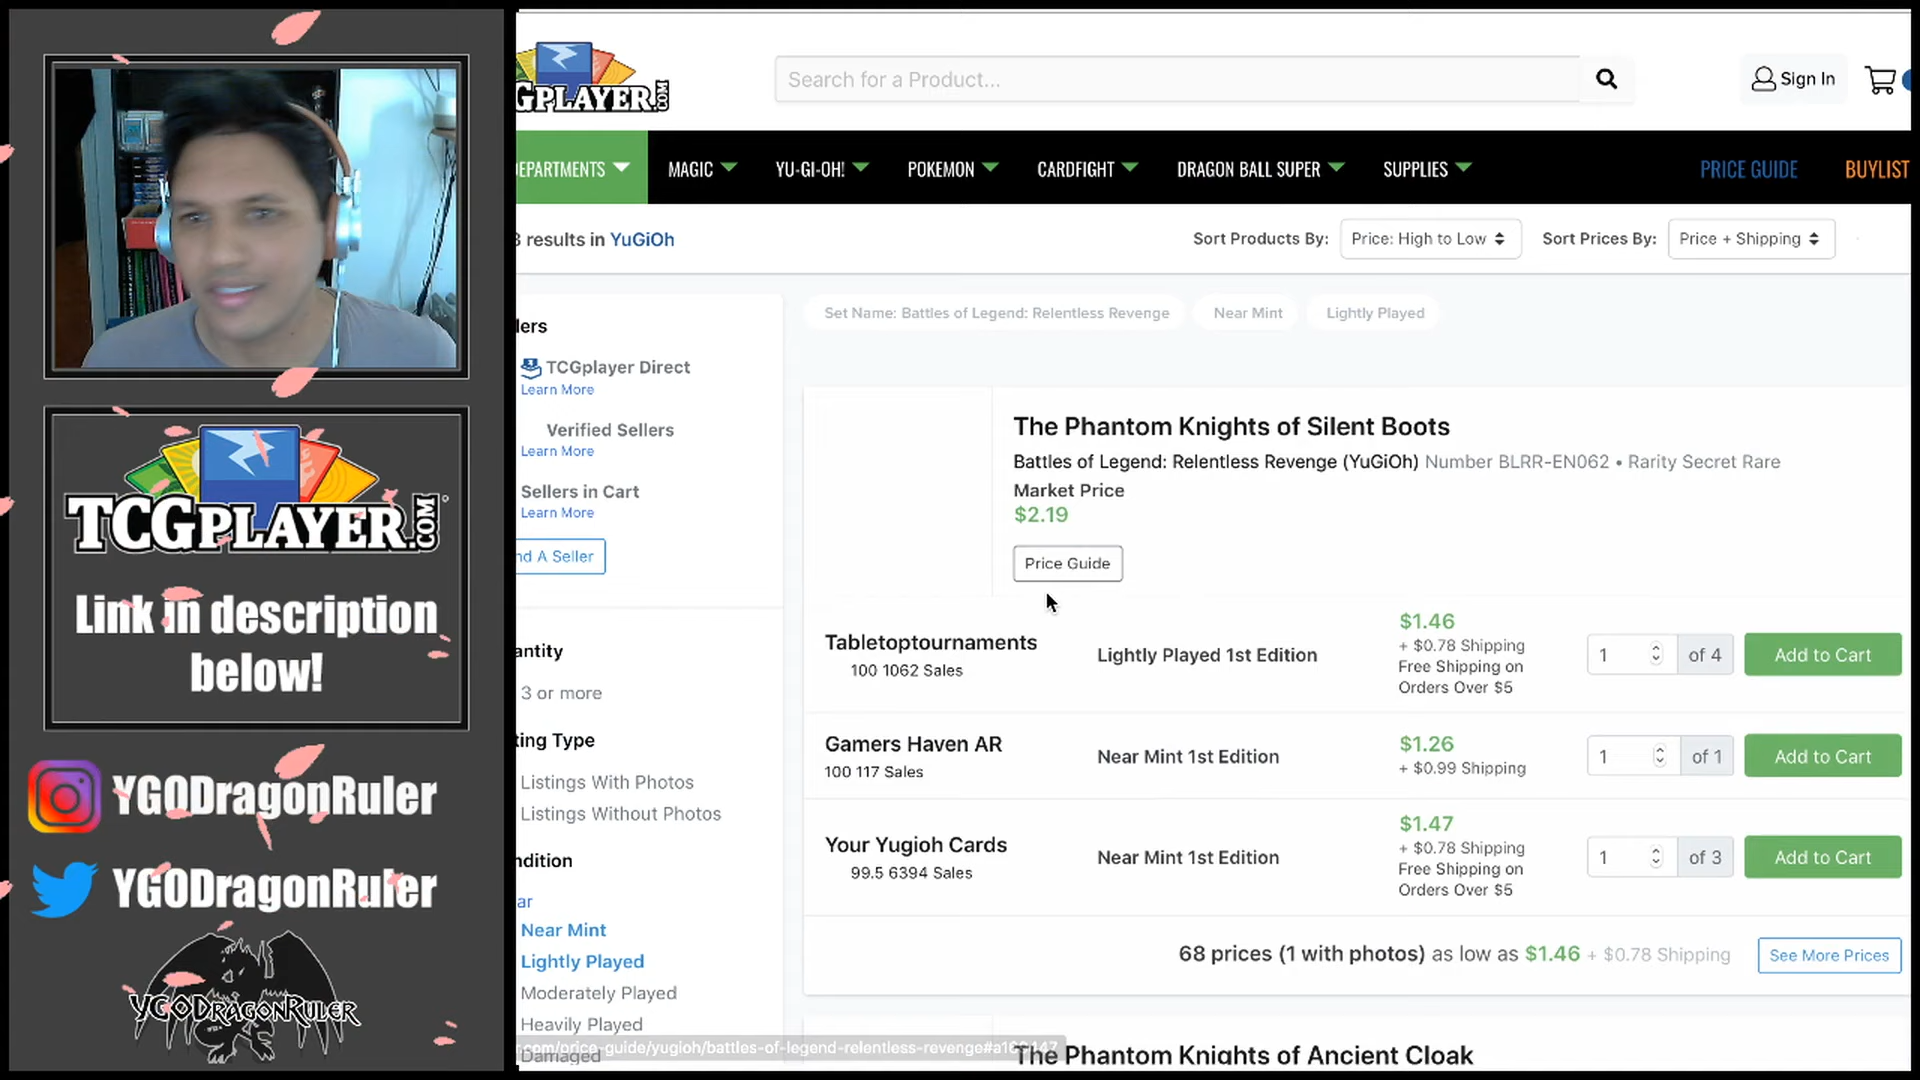 TCGPLAYER.COM
Link in description
below!
YGODragonRuler
YGODragonRuler
YGODRAGONRULER
GPLAYER.COM
Search for a Product...
Sign In
EPARTMENTS
MAGIC
YU-GI-OH!
POKEMON
CARDFIGHT
DRAGON BALL SUPER
SUPPLIES
PRICE GUIDE
BUYLIST
3 results in YuGiOh
Sort Products By:
Price: High to Low
Sort Prices By:
Price + Shipping
lers
TCGplayer Direct
Learn More
Verified Sellers
Learn More
Sellers in Cart
Learn More
nd A Seller
antity
3 or more
ting Type
Listings With Photos
Listings Without Photos
ndition
ar
Near Mint
Lightly Played
Moderately Played
Heavily Played
Damaged
Set Name: Battles of Legend: Relentless Revenge
Near Mint
Lightly Played
The Phantom Knights of Silent Boots
Battles of Legend: Relentless Revenge (YuGiOh) Number BLRR-EN062 • Rarity Secret Rare
Market Price
$2.19
Price Guide
Tabletoptournaments
100 1062 Sales
Lightly Played 1st Edition
$1.46
+ $0.78 Shipping
Free Shipping on
Orders Over $5
1 of 4
Add to Cart
Gamers Haven AR
100 117 Sales
Near Mint 1st Edition
$1.26
+ $0.99 Shipping
1 of 1
Add to Cart
Your Yugioh Cards
99.5 6394 Sales
Near Mint 1st Edition
$1.47
+ $0.78 Shipping
Free Shipping on
Orders Over $5
1 of 3
Add to Cart
68 prices (1 with photos) as low as $1.46 + $0.78 Shipping
See More Prices
The Phantom Knights of Ancient Cloak